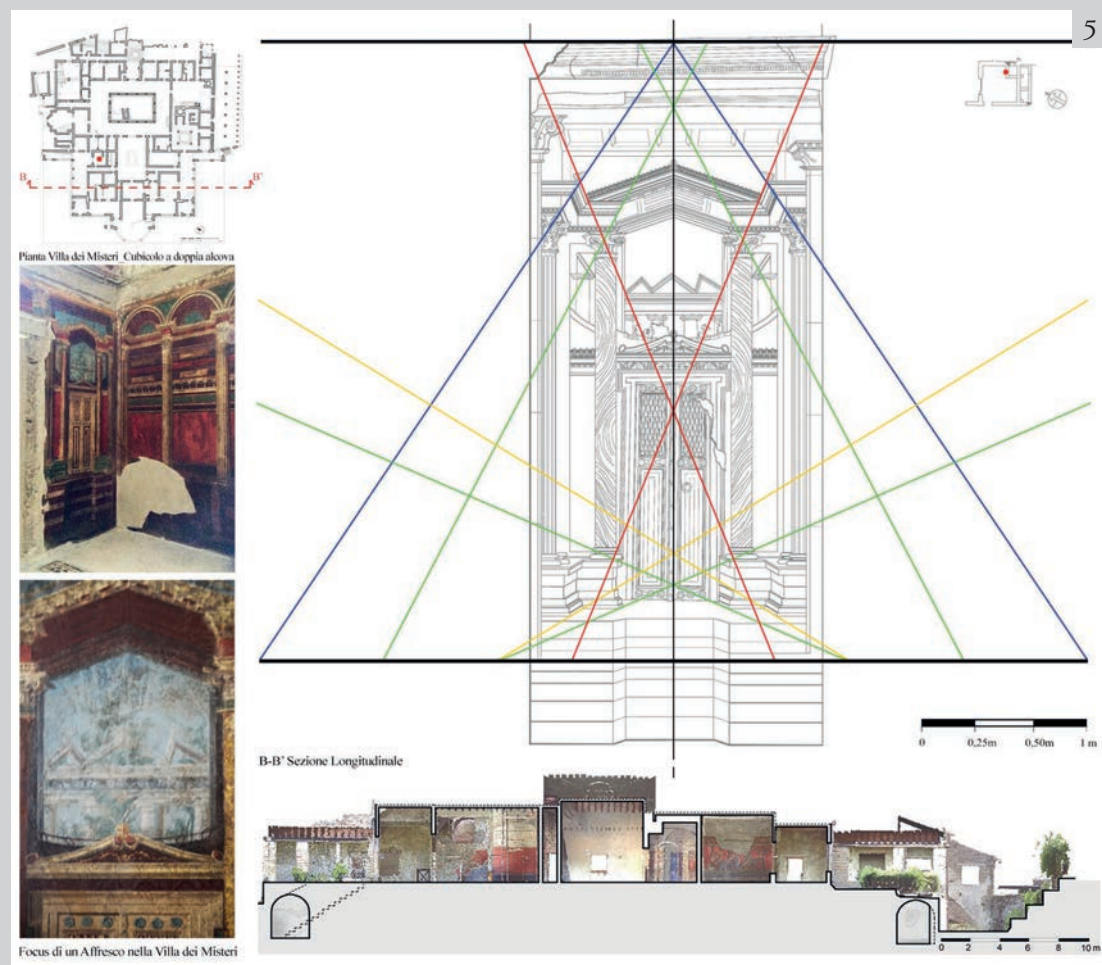 5
B
B'
Pianta Villa dei Misteri_Cubicolo a doppia alcova
0 0,25m 0,50m 1 m
B-B' Sezione Longitudinale
0 2 4 6 8 10 m
Focus di un Affresco nella Villa dei Misteri